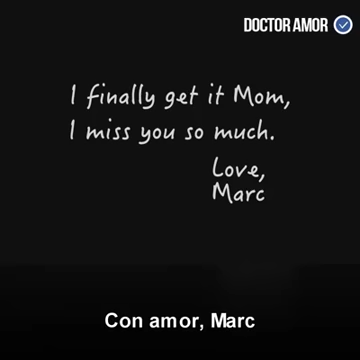 DOCTOR AMOR
I finally get it Mom,
I miss you so much.
Love,
Marc
Con amor, Marc